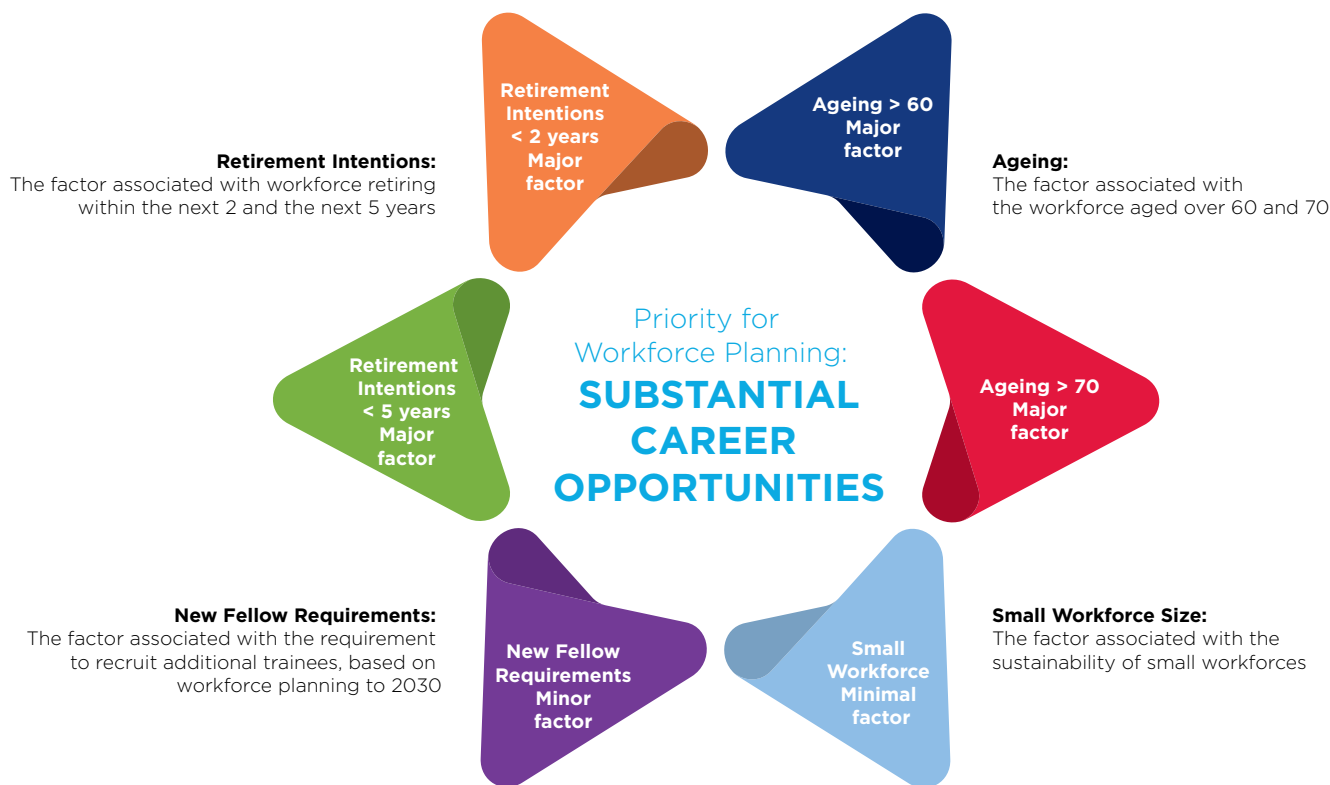 Retirement
Intentions
< 2 years
Major
factor
Ageing > 60
Major
factor
Retirement Intentions:
The factor associated with workforce retiring
within the next 2 and the next 5 years
Ageing:
The factor associated with
the workforce aged over 60 and 70
Priority for
Workforce Planning:
SUBSTANTIAL
CAREER
OPPORTUNITIES
Retirement
Intentions
< 5 years
Major
factor
Ageing > 70
Major
factor
New Fellow Requirements:
The factor associated with the requirement
to recruit additional trainees, based on
workforce planning to 2030
New Fellow
Requirements
Minor
factor
Small
Workforce
Minimal
factor
Small Workforce Size:
The factor associated with the
sustainability of small workforces